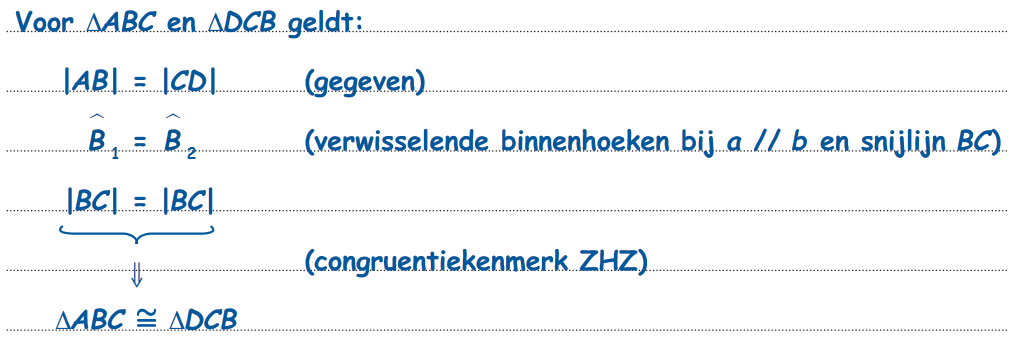 Voor ΔABC en ΔDCB geldt:
|AB| = |CD| (gegeven)
B̂₁ = B̂₂ (verwisselende binnenhoeken bij a // b en snijlijn BC)
|BC| = |BC|
⇓ (congruentiekenmerk ZHZ)
ΔABC ≅ ΔDCB